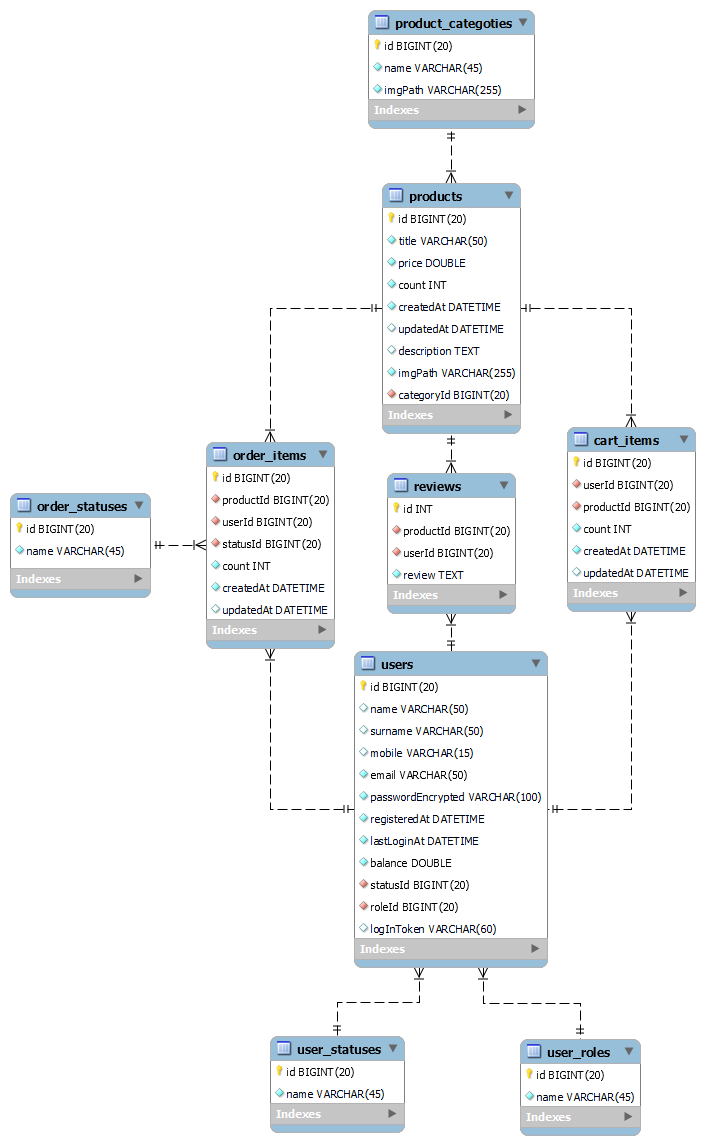 product_categoties
id BIGINT(20)
name VARCHAR(45)
imgPath VARCHAR(255)
Indexes
products
id BIGINT(20)
title VARCHAR(50)
price DOUBLE
count INT
createdAt DATETIME
updatedAt DATETIME
description TEXT
imgPath VARCHAR(255)
categoryId BIGINT(20)
Indexes
order_items
id BIGINT(20)
productId BIGINT(20)
userId BIGINT(20)
statusId BIGINT(20)
count INT
createdAt DATETIME
updatedAt DATETIME
Indexes
cart_items
id BIGINT(20)
userId BIGINT(20)
productId BIGINT(20)
count INT
createdAt DATETIME
updatedAt DATETIME
Indexes
order_statuses
id BIGINT(20)
name VARCHAR(45)
Indexes
reviews
id INT
productId BIGINT(20)
userId BIGINT(20)
review TEXT
Indexes
users
id BIGINT(20)
name VARCHAR(50)
surname VARCHAR(50)
mobile VARCHAR(15)
email VARCHAR(50)
passwordEncrypted VARCHAR(100)
registeredAt DATETIME
lastLoginAt DATETIME
balance DOUBLE
statusId BIGINT(20)
roleId BIGINT(20)
logInToken VARCHAR(60)
Indexes
user_statuses
id BIGINT(20)
name VARCHAR(45)
Indexes
user_roles
id BIGINT(20)
name VARCHAR(45)
Indexes